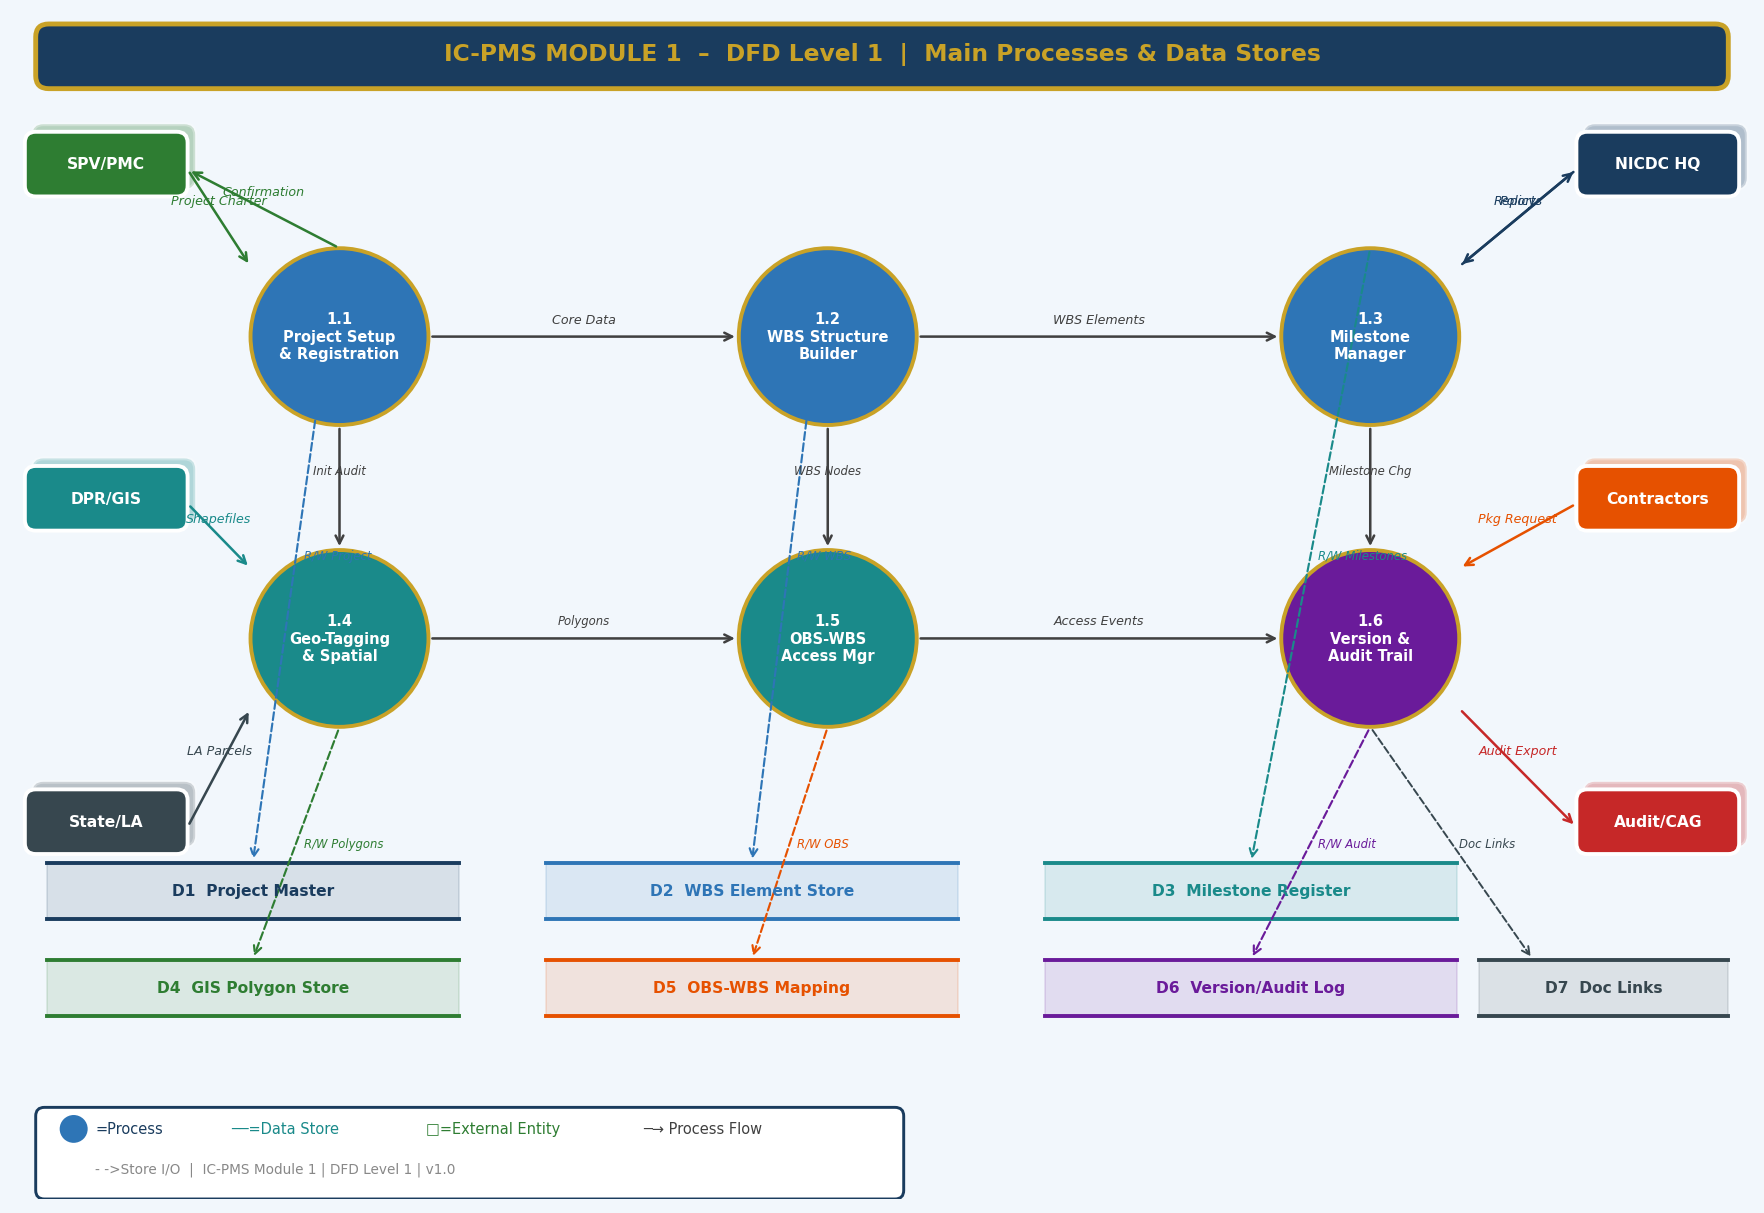 IC-PMS MODULE 1 – DFD Level 1 | Main Processes & Data Stores
SPV/PMC
NICDC HQ
Confirmation
Project Charter
Reports
Policy
1.1
Project Setup
& Registration
Core Data
1.2
WBS Structure
Builder
WBS Elements
1.3
Milestone
Manager
Init Audit
WBS Nodes
Milestone Chg
DPR/GIS
Contractors
Shapefiles
Pkg Request
R/W Milestones
1.4
Geo-Tagging
& Spatial
Polygons
1.5
OBS-WBS
Access Mgr
Access Events
1.6
Version &
Audit Trail
LA Parcels
Audit Export
State/LA
Audit/CAG
R/W Polygons
R/W OBS
R/W Audit
Doc Links
D1 Project Master
D2 WBS Element Store
D3 Milestone Register
D4 GIS Polygon Store
D5 OBS-WBS Mapping
D6 Version/Audit Log
D7 Doc Links
=Process
──=Data Store
□=External Entity
─→ Process Flow
- ->Store I/O | IC-PMS Module 1 | DFD Level 1 | v1.0